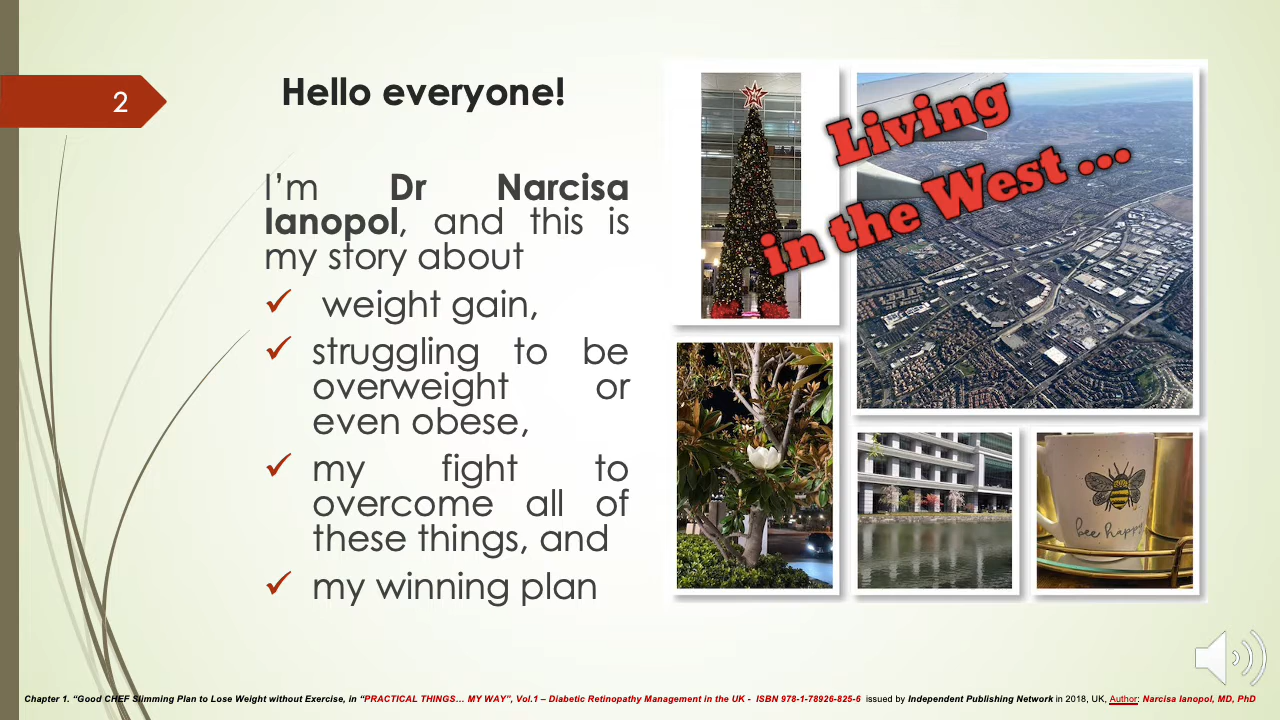 2
Hello everyone!
I'm Dr Narcisa
Ianopol, and this is
my story about
✓ weight gain,
✓ struggling to be
overweight or
even obese,
✓ my fight to
overcome all of
these things, and
✓ my winning plan
Living
in the West ...
bee happy
Chapter 1. "Good CHEF Slimming Plan to Lose Weight without Exercise, in "PRACTICAL THINGS... MY WAY", Vol.1 – Diabetic Retinopathy Management in the UK - ISBN 978-1-78926-825-6 issued by Independent Publishing Network in 2018, UK, Author: Narcisa Ianopol, MD, PhD